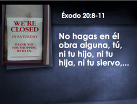 WE'RE
CLOSED
Éxodo 20:8-11
No hagas en él
obra alguna, tú,
ni tu hijo, ni tu
hija, ni tu siervo,...